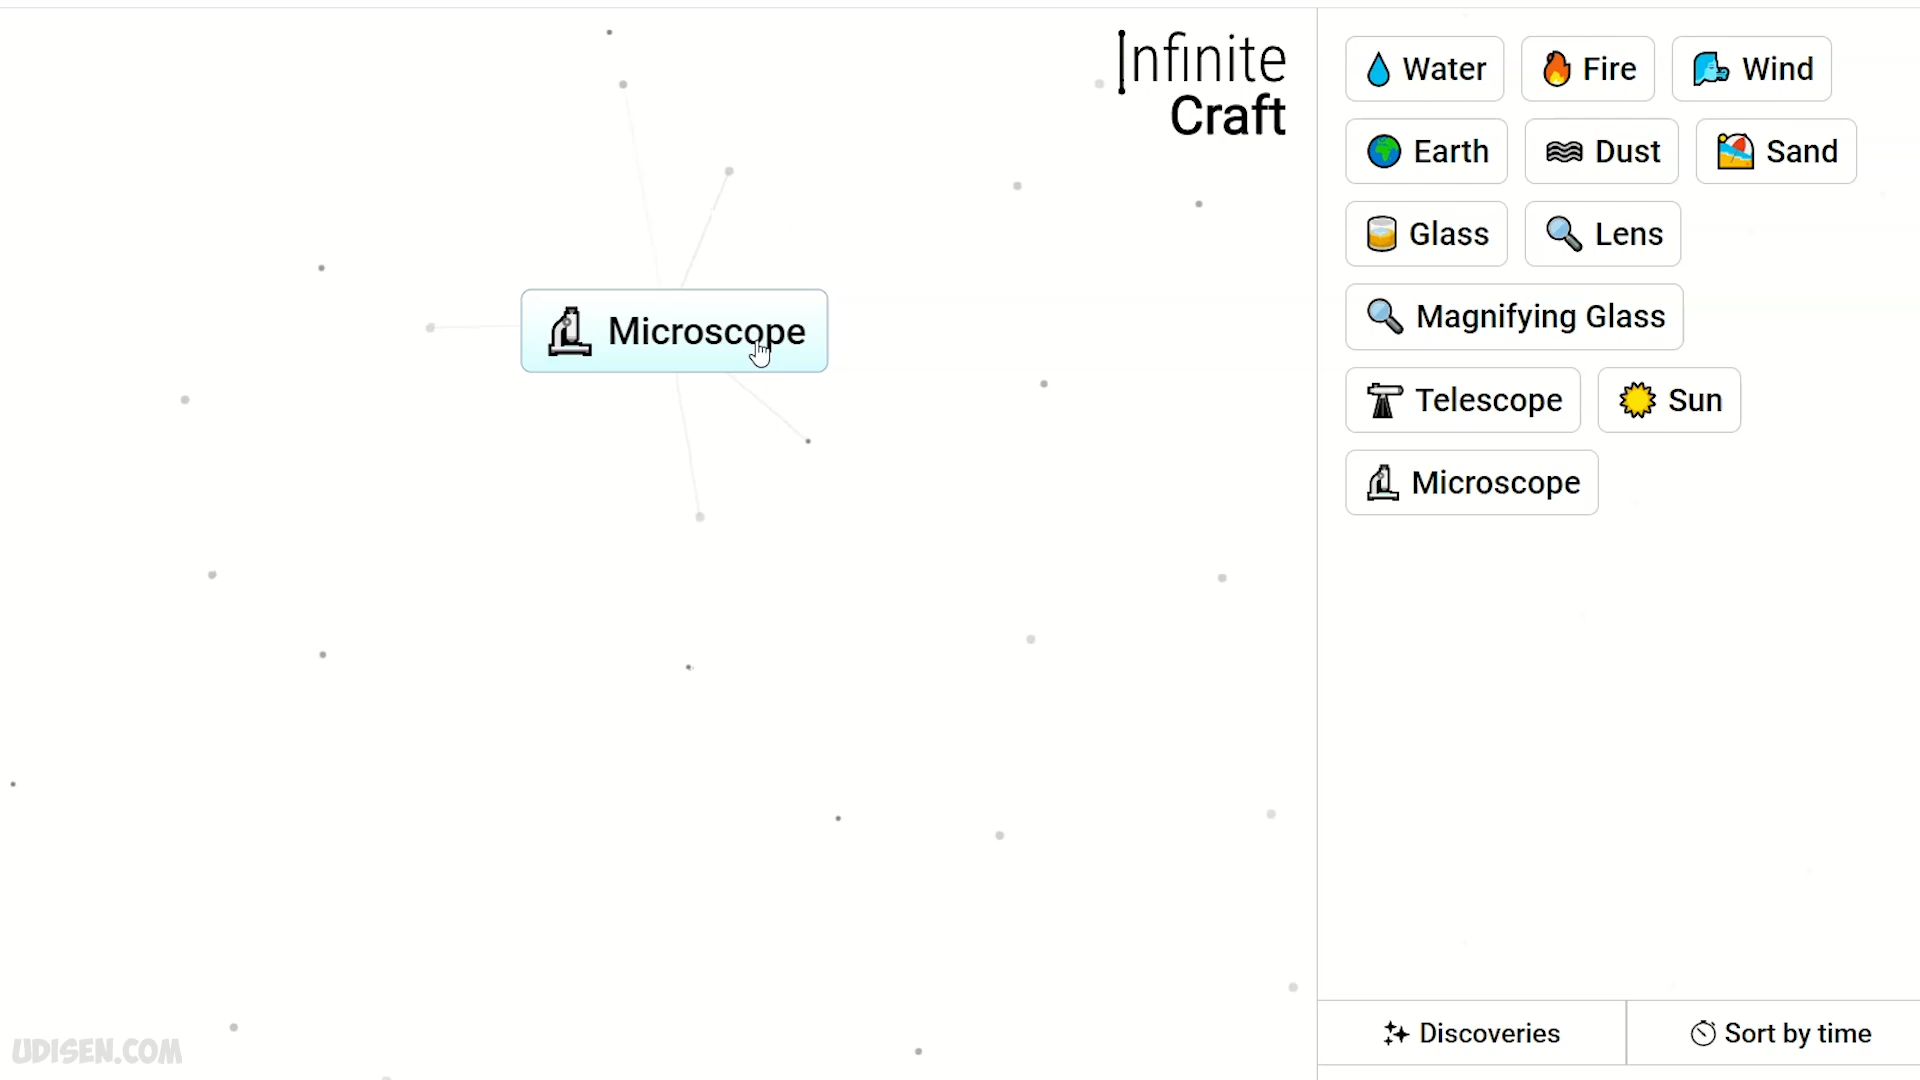 Infinite
Craft
Water Fire Wind
Earth Dust Sand
Glass Lens
Magnifying Glass
Microscope
Telescope Sun
Microscope
Discoveries Sort by time
UDISEN.COM